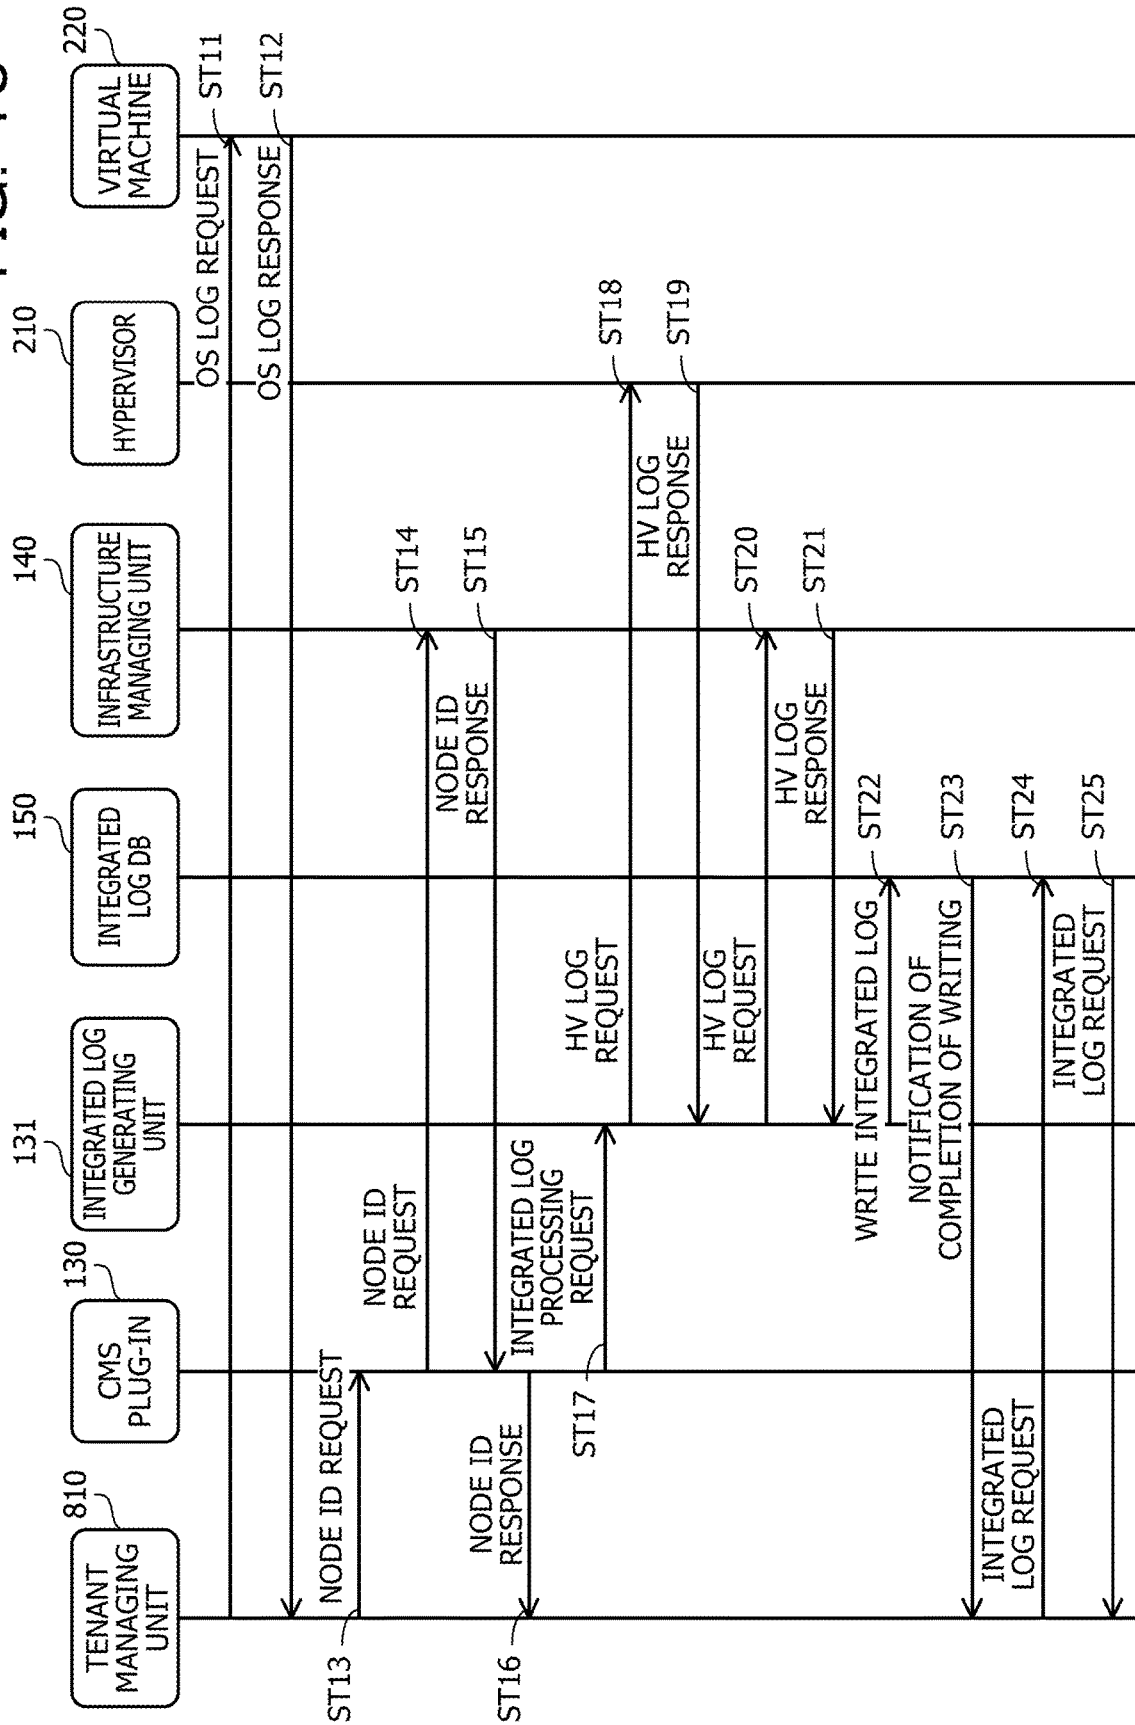 810
TENANT
MANAGING
UNIT
130
CMS
PLUG-IN
131
INTEGRATED LOG
GENERATING
UNIT
150
INTEGRATED
LOG DB
140
INFRASTRUCTURE
MANAGING UNIT
210
HYPERVISOR
220
VIRTUAL
MACHINE
OS LOG REQUEST
ST11
OS LOG RESPONSE
ST12
ST13
NODE ID REQUEST
NODE ID
REQUEST
ST14
NODE ID
RESPONSE
ST15
ST16
NODE ID
RESPONSE
ST17
INTEGRATED LOG
PROCESSING
REQUEST
HV LOG
REQUEST
ST18
HV LOG
RESPONSE
ST19
HV LOG
REQUEST
ST20
HV LOG
RESPONSE
ST21
WRITE INTEGRATED LOG
ST22
NOTIFICATION OF
COMPLETION OF WRITING
ST23
INTEGRATED
LOG REQUEST
ST24
INTEGRATED
LOG REQUEST
ST25